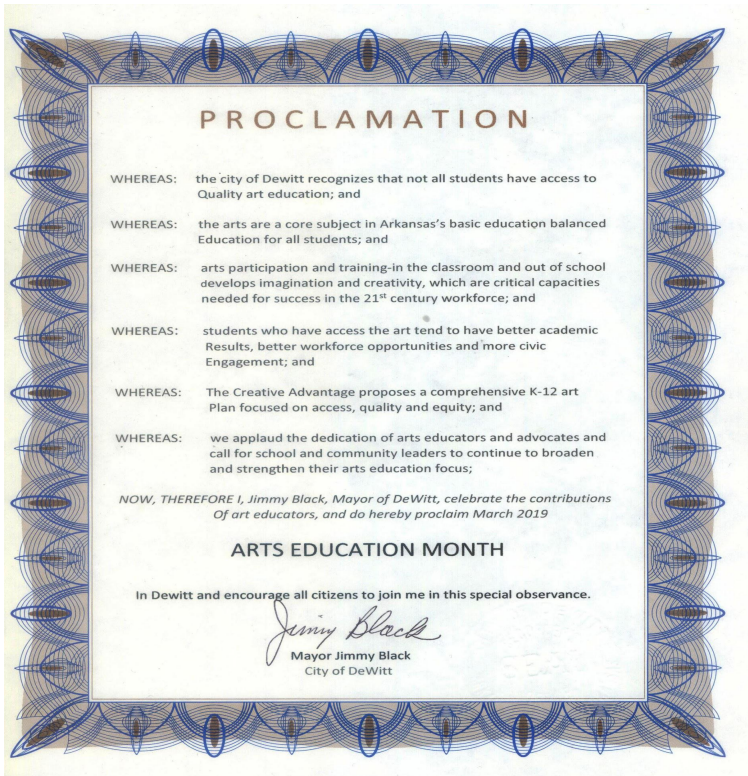 PROCLAMATION
WHEREAS: the city of Dewitt recognizes that not all students have access to
Quality art education; and
WHEREAS: the arts are a core subject in Arkansas's basic education balanced
Education for all students; and
WHEREAS: arts participation and training-in the classroom and out of school
develops imagination and creativity, which are critical capacities
needed for success in the 21st century workforce; and
WHEREAS: students who have access the art tend to have better academic
Results, better workforce opportunities and more civic
Engagement; and
WHEREAS: The Creative Advantage proposes a comprehensive K-12 art
Plan focused on access, quality and equity; and
WHEREAS: we applaud the dedication of arts educators and advocates and
call for school and community leaders to continue to broaden
and strengthen their arts education focus;
NOW, THEREFORE I, Jimmy Black, Mayor of DeWitt, celebrate the contributions
Of art educators, and do hereby proclaim March 2019
ARTS EDUCATION MONTH
In Dewitt and encourage all citizens to join me in this special observance.
Jimmy Black
Mayor Jimmy Black
City of DeWitt